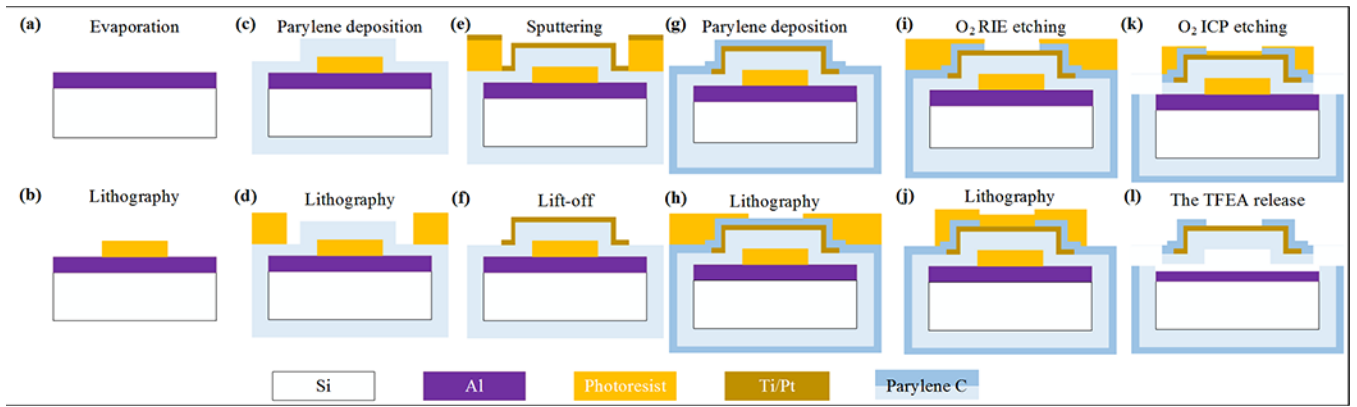 (a) Evaporation
(c) Parylene deposition
(e) Sputtering
(g) Parylene deposition
(i) O₂ RIE etching
(k) O₂ ICP etching
(b) Lithography
(d) Lithography
(f) Lift-off
(h) Lithography
(j) Lithography
(l) The TFEA release
Si
Al
Photoresist
Ti/Pt
Parylene C